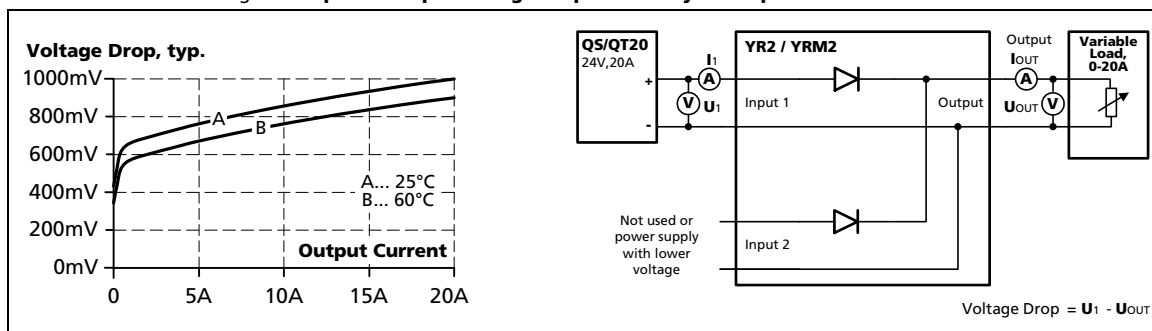 Voltage Drop, typ.
1000mV
800mV
600mV
400mV
200mV
0mV
A
B
A... 25°C
B... 60°C
Output Current
0 5A 10A 15A 20A
QS/QT20
24V,20A
+
-
I1
A
V U1
YR2 / YRM2
Input 1
Output
Input 2
Not used or
power supply
with lower
voltage
Output
IOUT
A
UOUT V
Variable
Load,
0-20A
Voltage Drop = U1 - UOUT